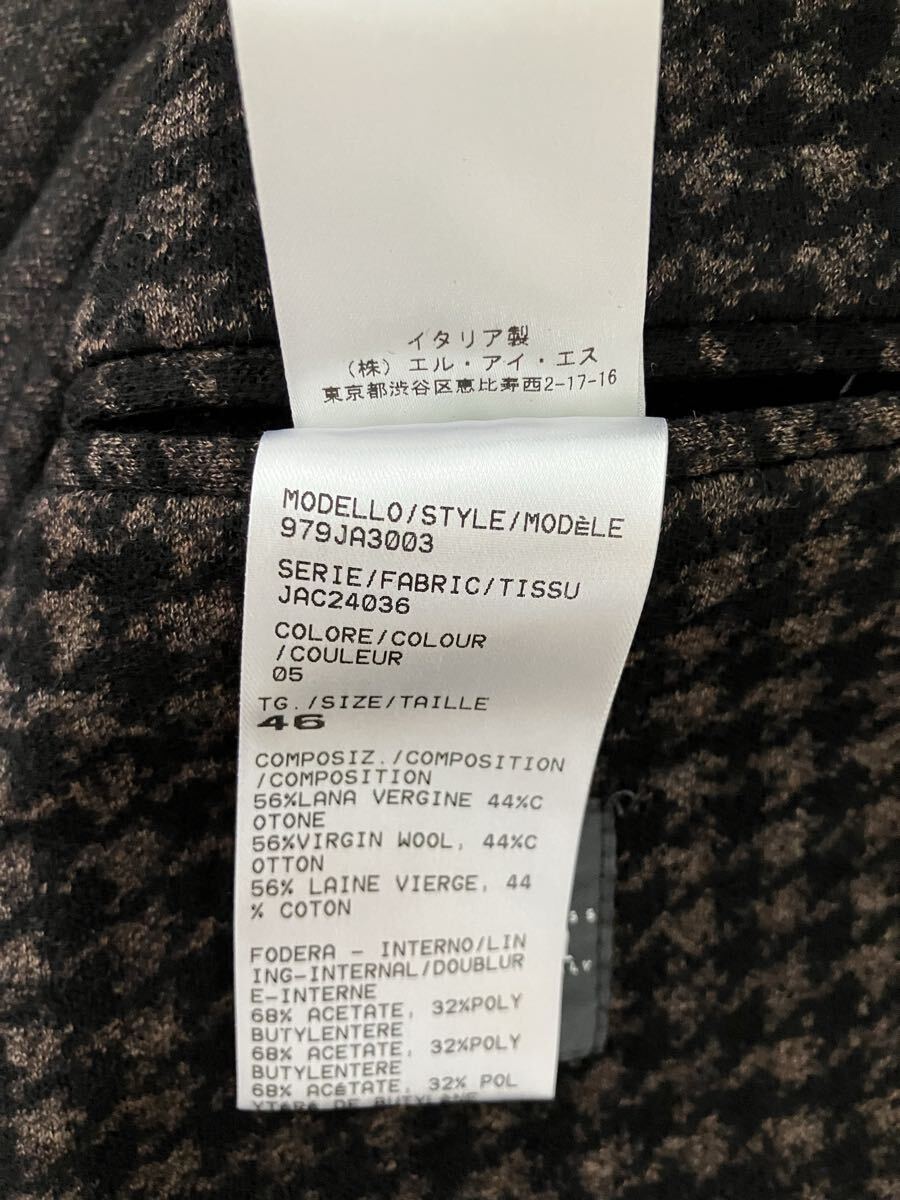 イタリア製
（株）エル・アイ・エス
東京都渋谷区恵比寿西2-17-16
MODELLO/STYLE/MODÈLE
979JA3003
SERIE/FABRIC/TISSU
JAC24036
COLORE/COLOUR
/COULEUR
05
TG./SIZE/TAILLE
46
COMPOSIZ./COMPOSITION
/COMPOSITION
56%LANA VERGINE 44%C
OTONE
56%VIRGIN WOOL, 44%C
OTTON
56% LAINE VIERGE, 44
% COTON
FODERA - INTERNO/LIN
ING-INTERNAL/DOUBLUR
E-INTERNE
68% ACETATE, 32%POLY
BUTYLENTERE
68% ACETATE, 32%POLY
BUTYLENTERE
68% ACÉTATE, 32% POL